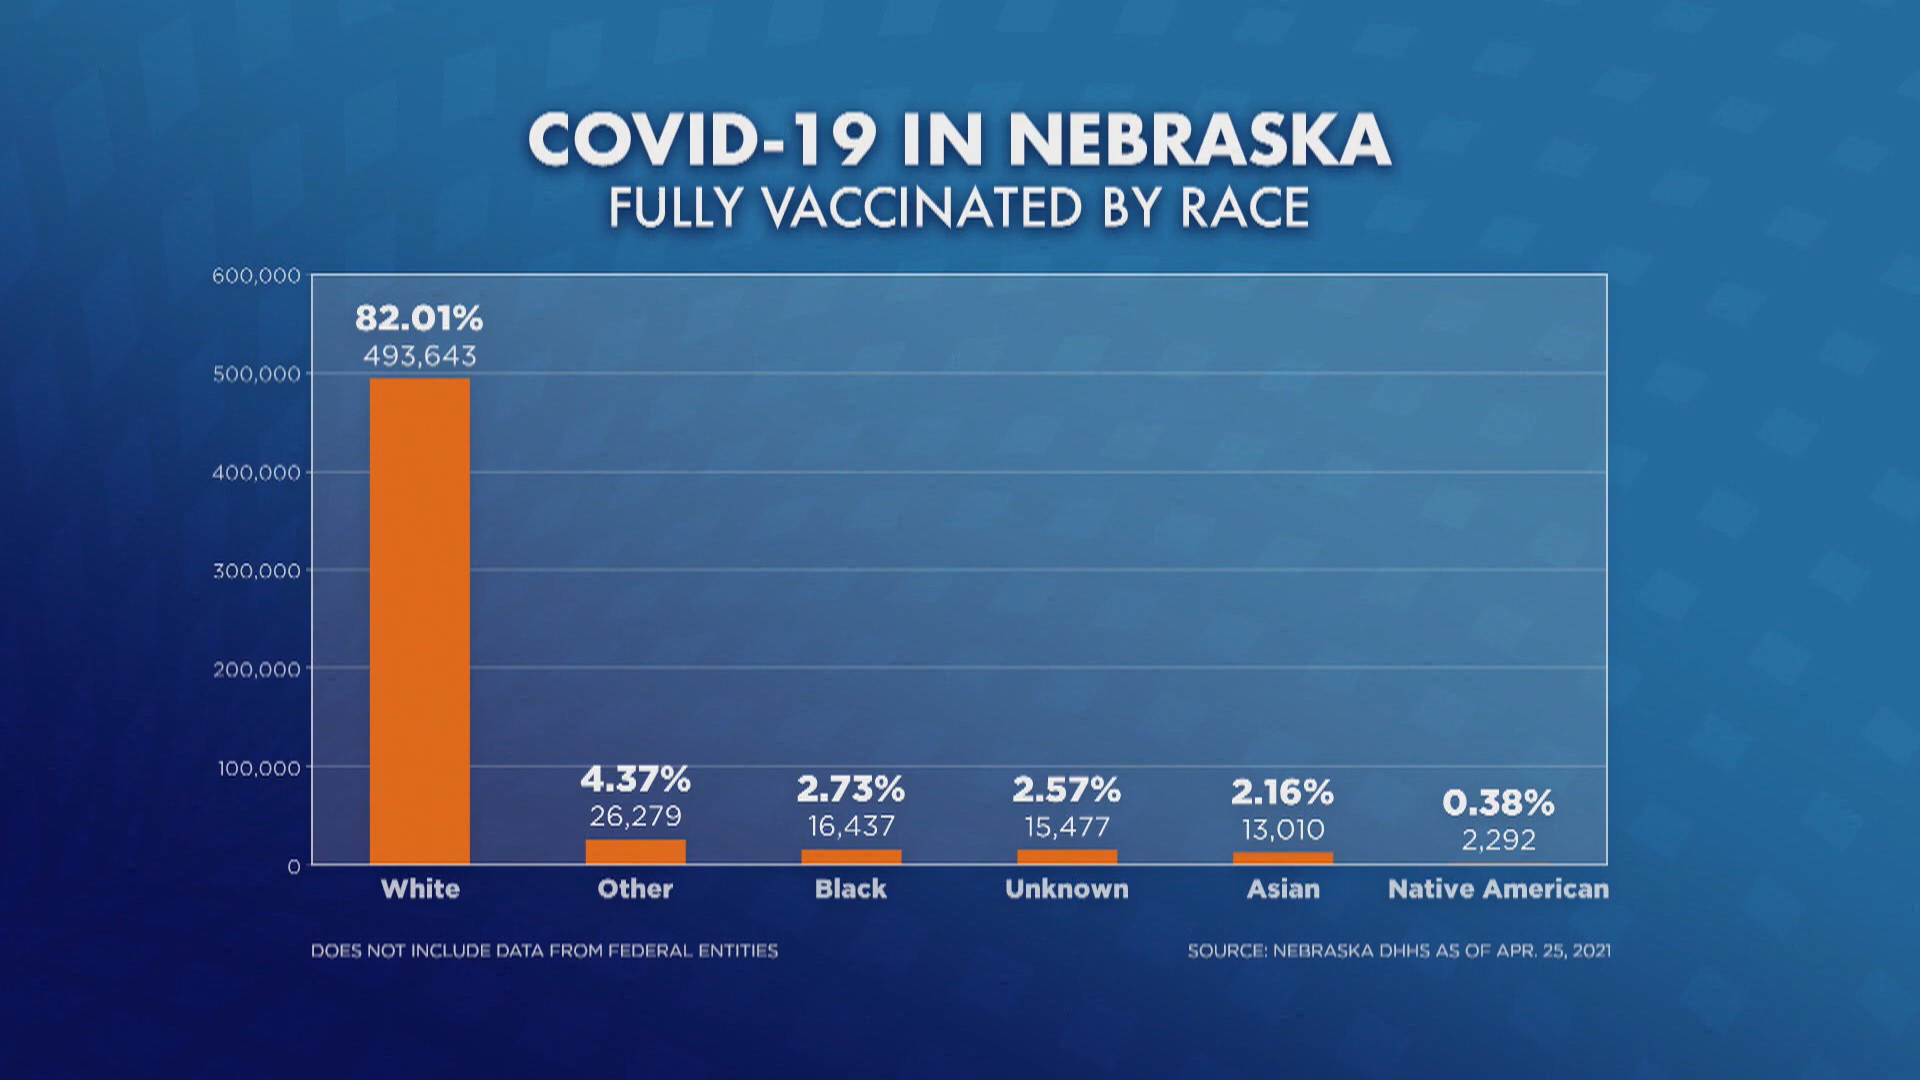 COVID-19 IN NEBRASKA
FULLY VACCINATED BY RACE
600,000
500,000
400,000
300,000
200,000
100,000
0
82.01%
493,643
4.37%
26,279
2.73%
16,437
2.57%
15,477
2.16%
13,010
0.38%
2,292
White
Other
Black
Unknown
Asian
Native American
DOES NOT INCLUDE DATA FROM FEDERAL ENTITIES
SOURCE: NEBRASKA DHHS AS OF APR. 25, 2021